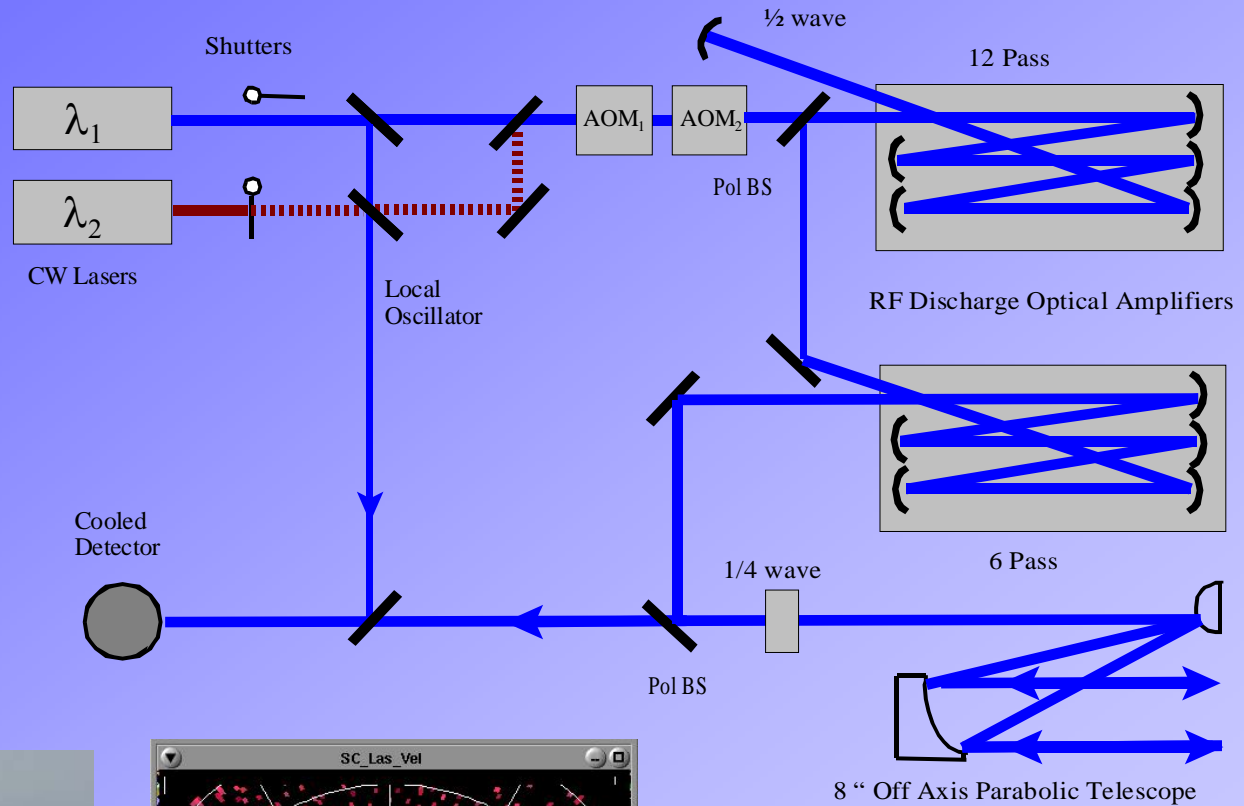 ½ wave
Shutters
12 Pass
λ1
AOM1
AOM2
Pol BS
λ2
CW Lasers
Local
Oscillator
RF Discharge Optical Amplifiers
Cooled
Detector
6 Pass
1/4 wave
Pol BS
SC_Las_Vel
8 “ Off Axis Parabolic Telescope